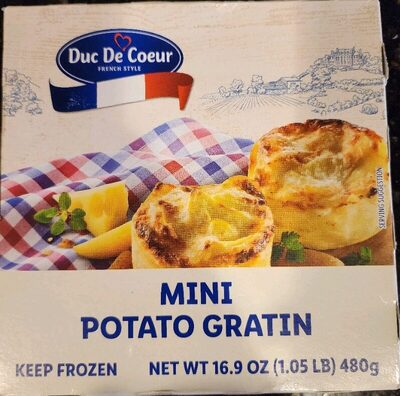 Duc De Coeur
FRENCH STYLE
SERVING SUGGESTION
MINI
POTATO GRATIN
KEEP FROZEN NET WT 16.9 OZ (1.05 LB) 480g